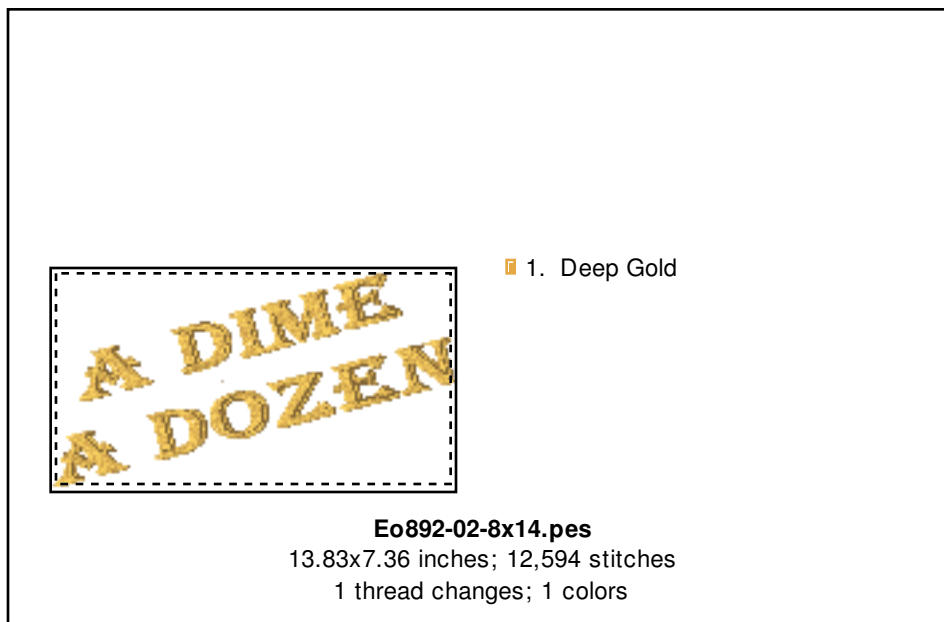 A DIME
A DOZEN
1. Deep Gold
Eo892-02-8x14.pes
13.83x7.36 inches; 12,594 stitches
1 thread changes; 1 colors